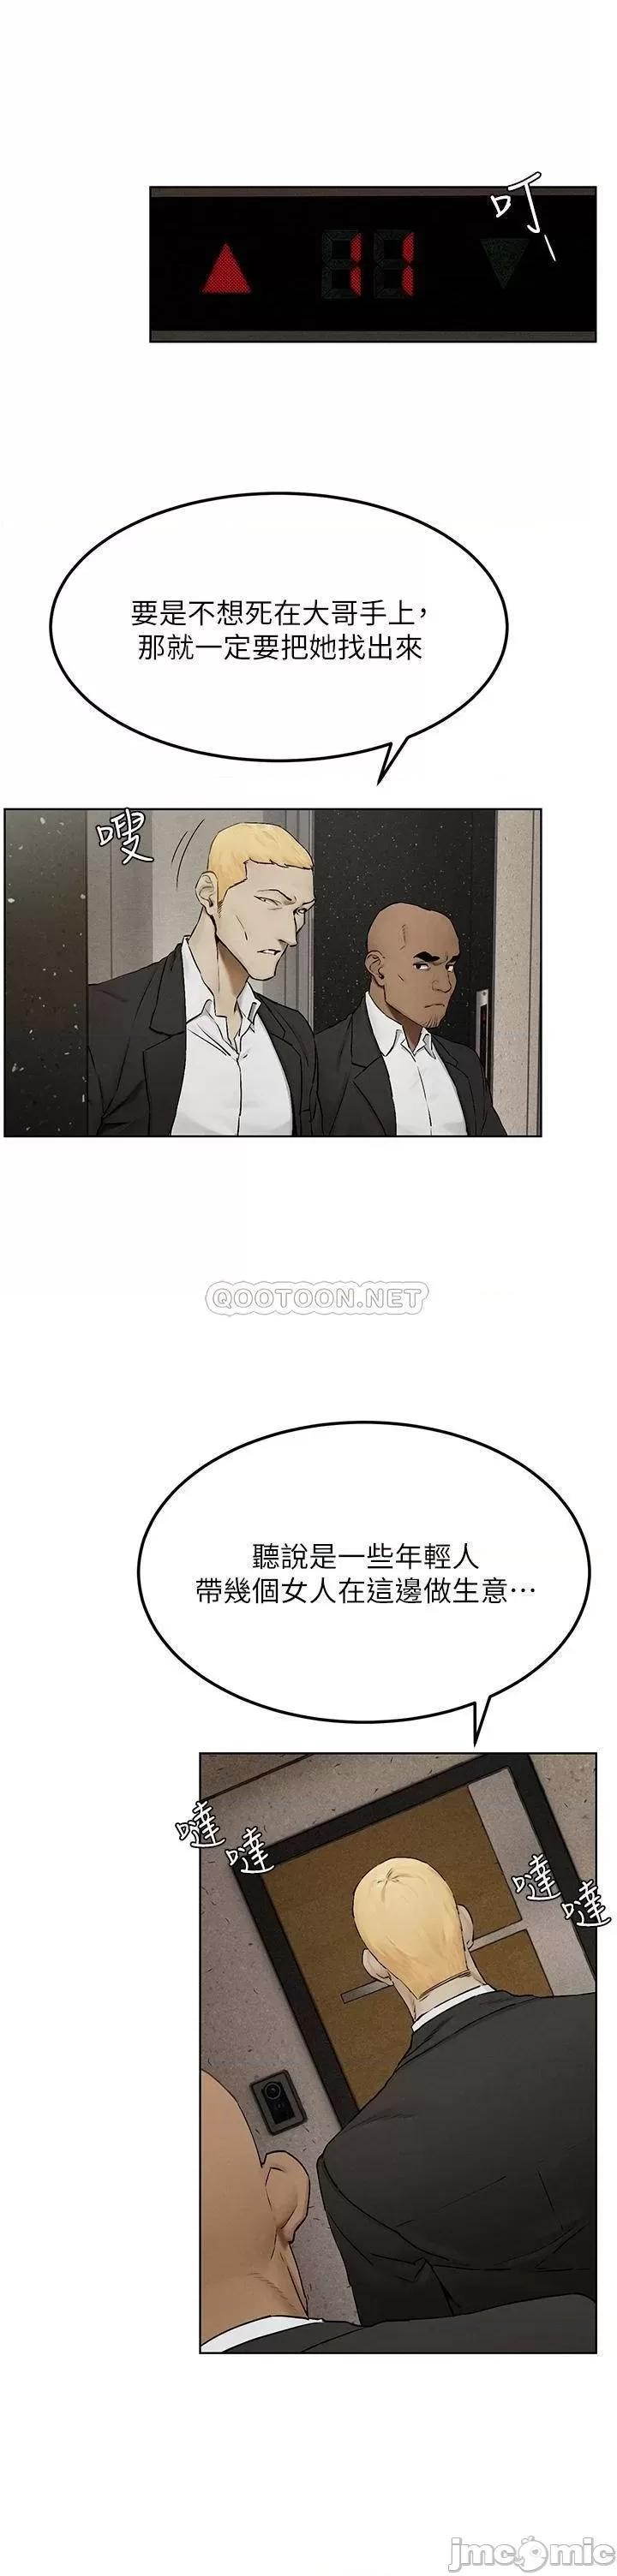 叮
11
要是不想死在大哥手上，
那就一定要把她找出來
嗖
QOOTOON.NET
聽說是一些年輕人
帶幾個女人在這邊做生意⋯
噠
噠
噠
噠
jmcomic